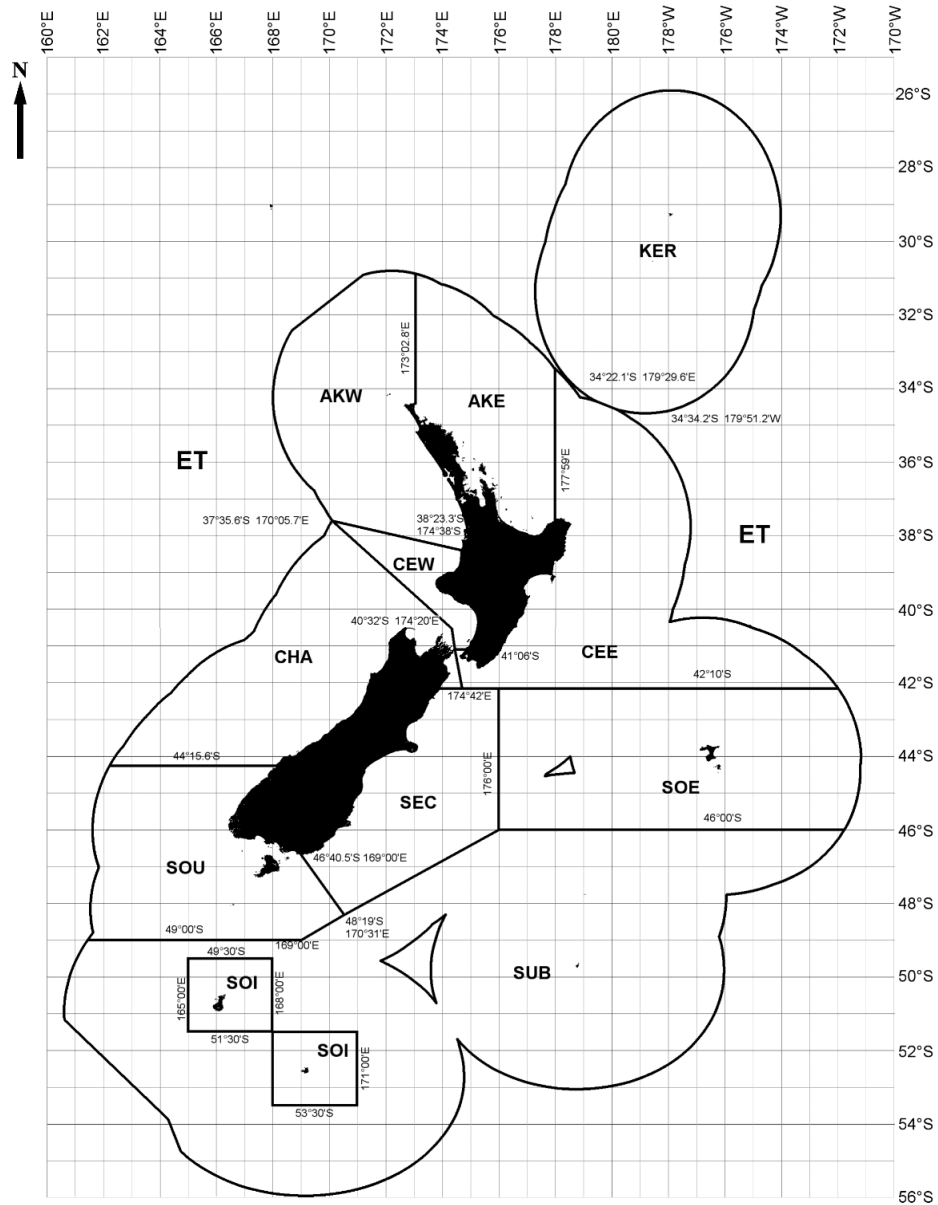 160°E
162°E
164°E
166°E
168°E
170°E
172°E
174°E
176°E
178°E
180°E
178°W
176°W
174°W
172°W
170°W
N
26°S
28°S
30°S
KER
32°S
173°02.8'E
34°22.1'S 179°29.6'E
34°S
AKW
AKE
34°34.2'S 179°51.2'W
ET
177°59'E
36°S
37°35.6'S 170°05.7'E
38°23.3'S
174°38'S
ET
38°S
CEW
40°S
40°32'S 174°20'E
CHA
41°06'S
CEE
42°10'S
42°S
174°42'E
44°15.6'S
44°S
176°00'E
SOE
SEC
46°00'S
46°S
46°40.5'S 169°00'E
SOU
48°S
48°19'S
170°31'E
49°00'S
169°00'E
49°30'S
165°00'E
SOI
168°00'E
SUB
50°S
51°30'S
SOI
171°00'E
52°S
53°30'S
54°S
56°S